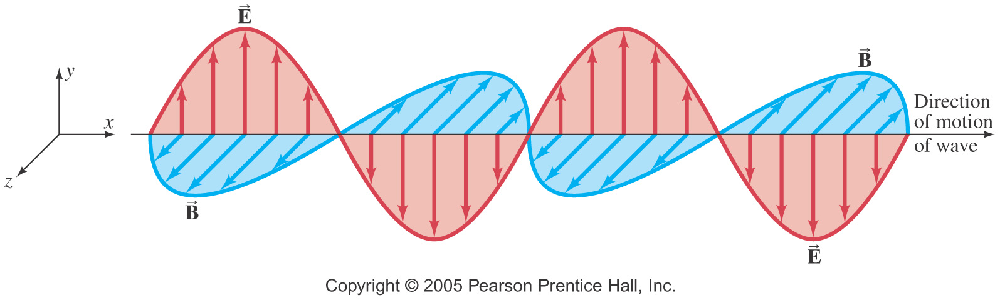 E⃗
y
x
z
B⃗
B⃗
Direction
of motion
of wave
E⃗
Copyright © 2005 Pearson Prentice Hall, Inc.